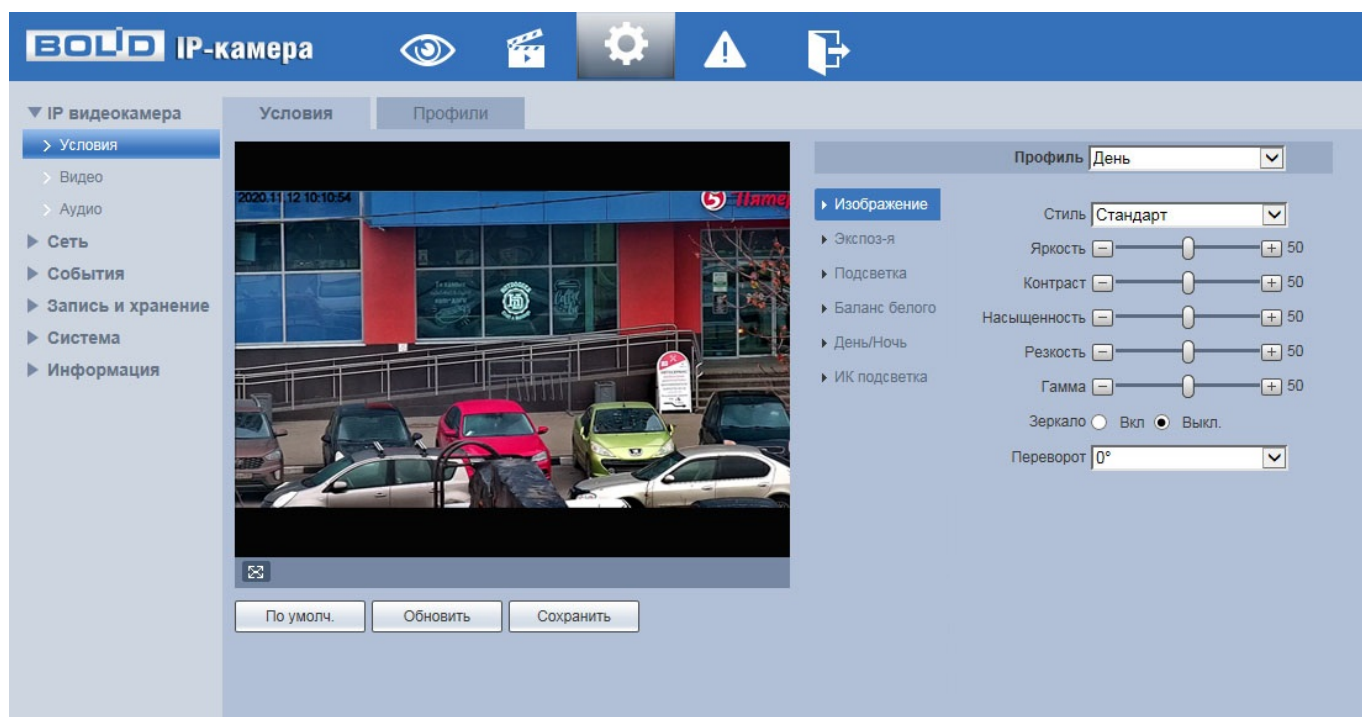 BOLID IP-камера
IP видеокамера
Условия
Видео
Аудио
Сеть
События
Запись и хранение
Система
Информация
Условия
Профили
2020.11.12 10:10:54
5
По умолч.
Обновить
Сохранить
Профиль День
Изображение
Экспоз-я
Подсветка
Баланс белого
День/Ночь
ИК подсветка
Стиль Стандарт
Яркость 50
Контраст 50
Насыщенность 50
Резкость 50
Гамма 50
Зеркало Вкл Выкл.
Переворот 0°